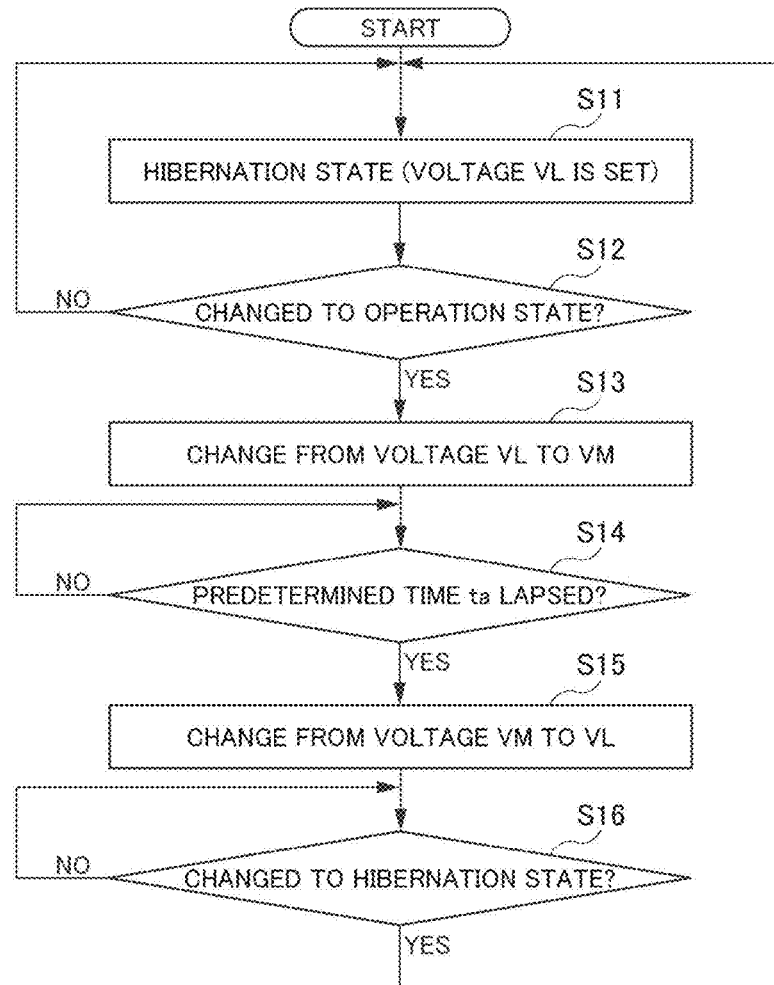 START
S11
HIBERNATION STATE (VOLTAGE VL IS SET)
S12
NO
CHANGED TO OPERATION STATE?
YES
S13
CHANGE FROM VOLTAGE VL TO VM
S14
NO
PREDETERMINED TIME ta LAPSED?
YES
S15
CHANGE FROM VOLTAGE VM TO VL
S16
NO
CHANGED TO HIBERNATION STATE?
YES